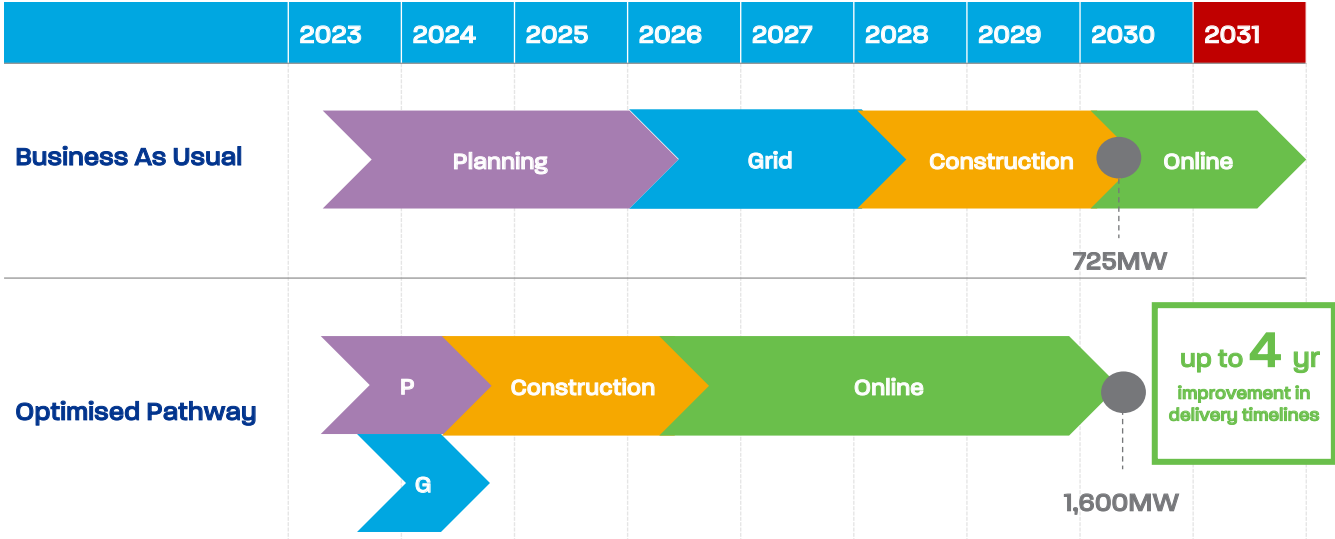 2023 2024 2025 2026 2027 2028 2029 2030 2031
Business As Usual
Planning
Grid
Construction
Online
725MW
Optimised Pathway
P
Construction
Online
G
1,600MW
up to 4 yr
improvement in
delivery timelines